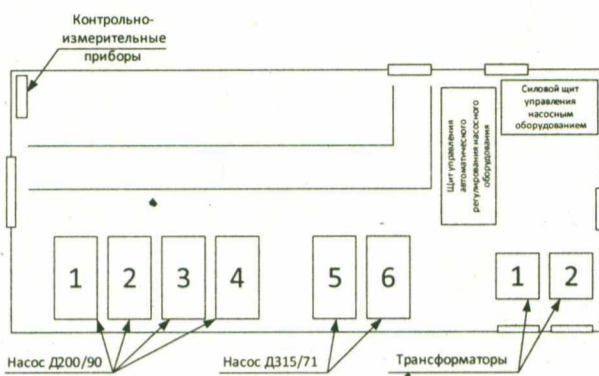 Контрольно-
измерительные
приборы
Силовой щит
управления
насосным
оборудованием
Щит управления
автоматического
регулирования насосного
оборудования
1
2
3
4
5
6
1
2
Насос Д200/90
Насос Д315/71
Трансформаторы